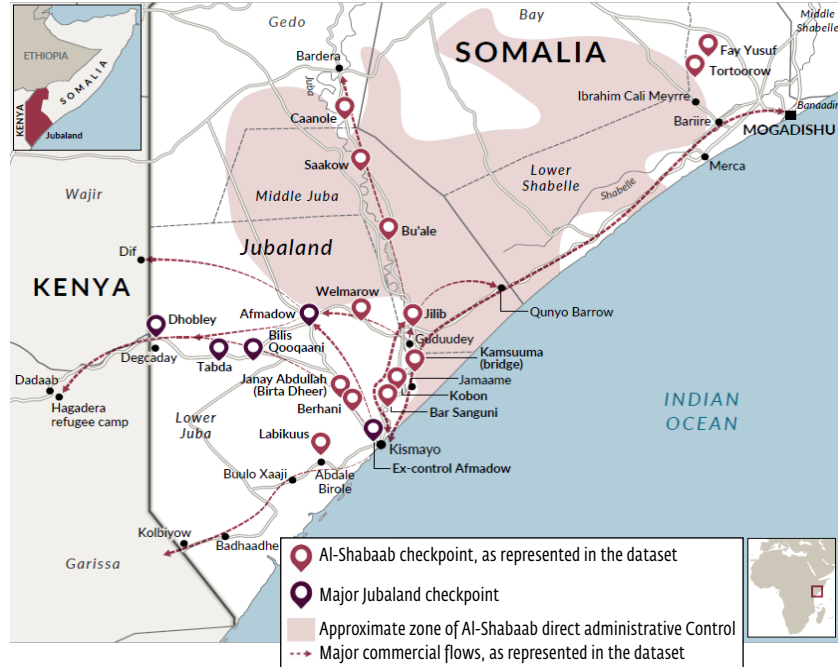 ETHIOPIA
SOMALIA
KENYA
Jubaland
Gedo
Bay
Middle
Shabelle
SOMALIA
Bardera
Juba
Fay Yusuf
Tortoorow
Caanole
Ibrahim Cali Meyrre
Banaadir
Bariire
MOGADISHU
Saakow
Merca
Wajir
Middle Juba
Lower
Shabelle
Shabelle
Bu'ale
Jubaland
Dif
KENYA
Welmarow
Qunyo Barrow
Dhobley
Afmadow
Jilib
Bilis
Qooqaani
Guduudey
Degcaday
Tabda
Kamsuuma
(bridge)
Dadaab
Janay Abdullah
(Birta Dheer)
Jamaame
Hagadera
refugee camp
Kobon
Berhani
Bar Sanguni
INDIAN
OCEAN
Lower
Juba
Labikuus
Kismayo
Ex-control Afmadow
Buulo Xaaji
Abdale
Birole
Kolbiyow
Badhaadhe
Garissa
Al-Shabaab checkpoint, as represented in the dataset
Major Jubaland checkpoint
Approximate zone of Al-Shabaab direct administrative Control
Major commercial flows, as represented in the dataset